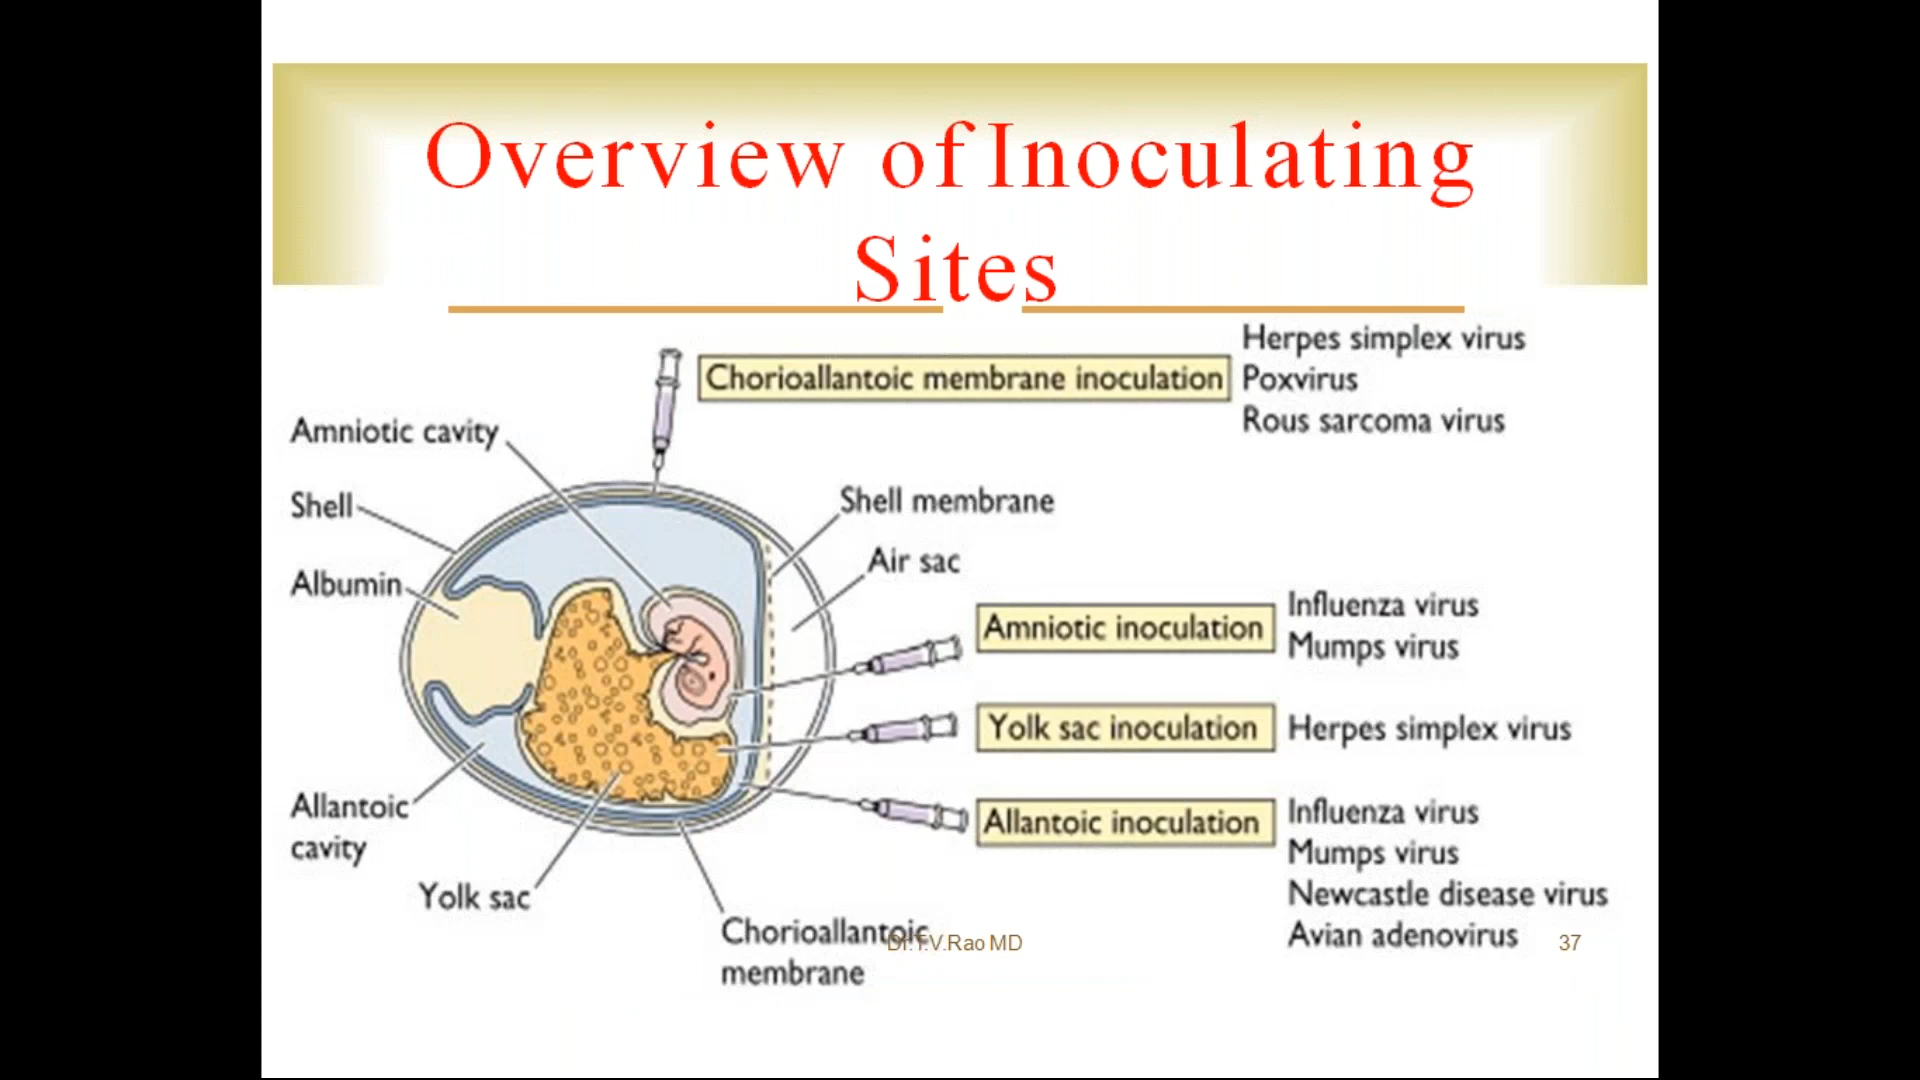 Overview of Inoculating
Sites
Herpes simplex virus
Chorioallantoic membrane inoculation
Poxvirus
Rous sarcoma virus
Amniotic cavity
Shell
Shell membrane
Albumin
Air sac
Amniotic inoculation
Influenza virus
Mumps virus
Yolk sac inoculation
Herpes simplex virus
Allantoic
cavity
Allantoic inoculation
Influenza virus
Mumps virus
Newcastle disease virus
Avian adenovirus
Yolk sac
Chorioallantoic
membrane
Dr.T.V.Rao MD
37